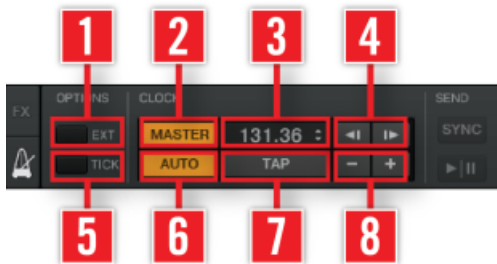 1 2 3 4
OPTIONS CLOCK SEND
FX EXT MASTER 131.36 SYNC
TICK AUTO TAP − +
5 6 7 8